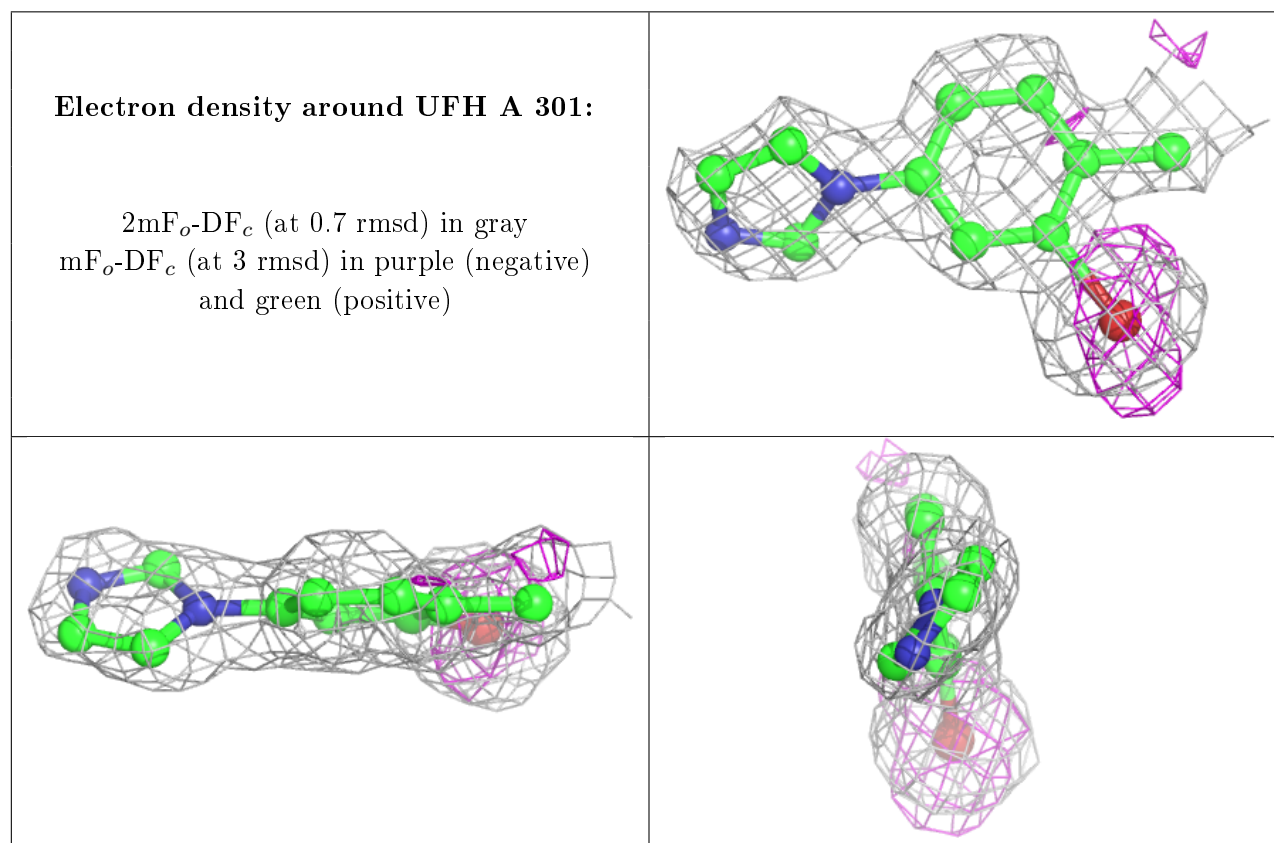 Electron density around UFH A 301:
2mFo-DFc (at 0.7 rmsd) in gray
mFo-DFc (at 3 rmsd) in purple (negative)
and green (positive)